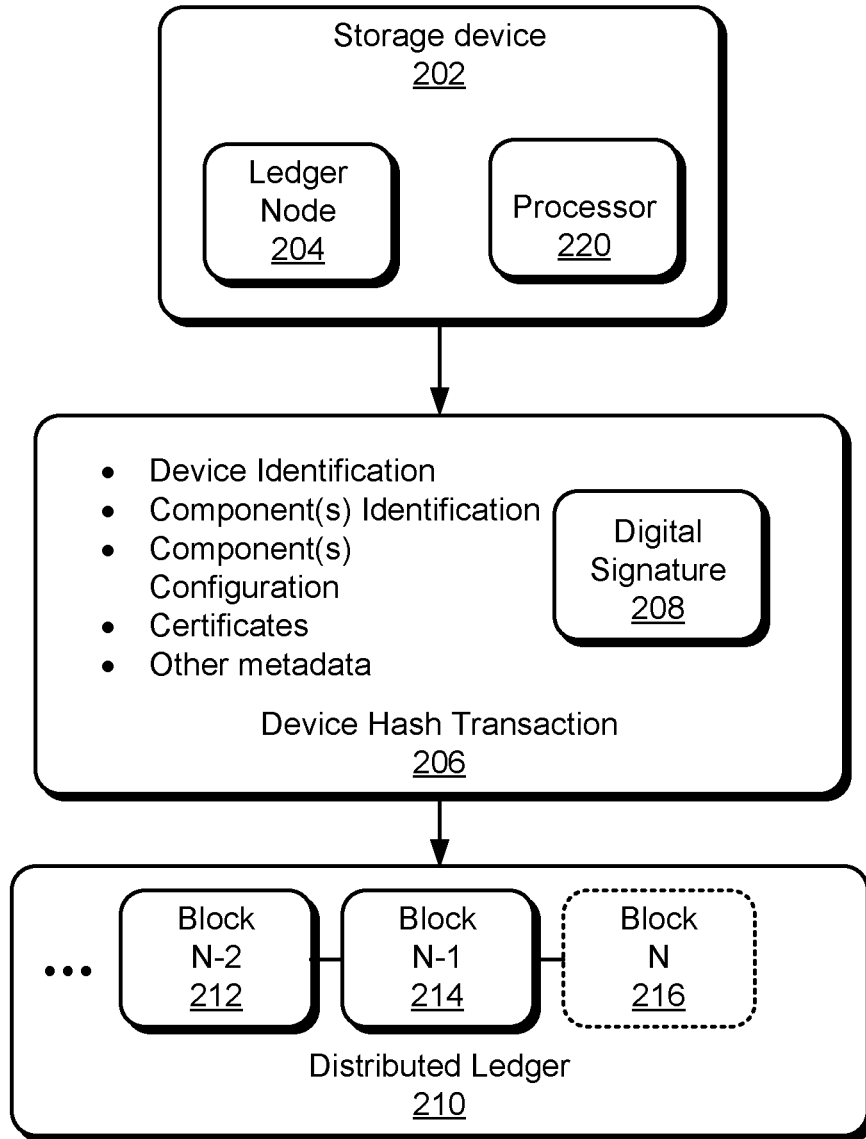 Storage device
202
Ledger
Node
204
Processor
220
• Device Identification
• Component(s) Identification
• Component(s)
Configuration
• Certificates
• Other metadata
Digital
Signature
208
Device Hash Transaction
206
•••
Block
N-2
212
Block
N-1
214
Block
N
216
Distributed Ledger
210